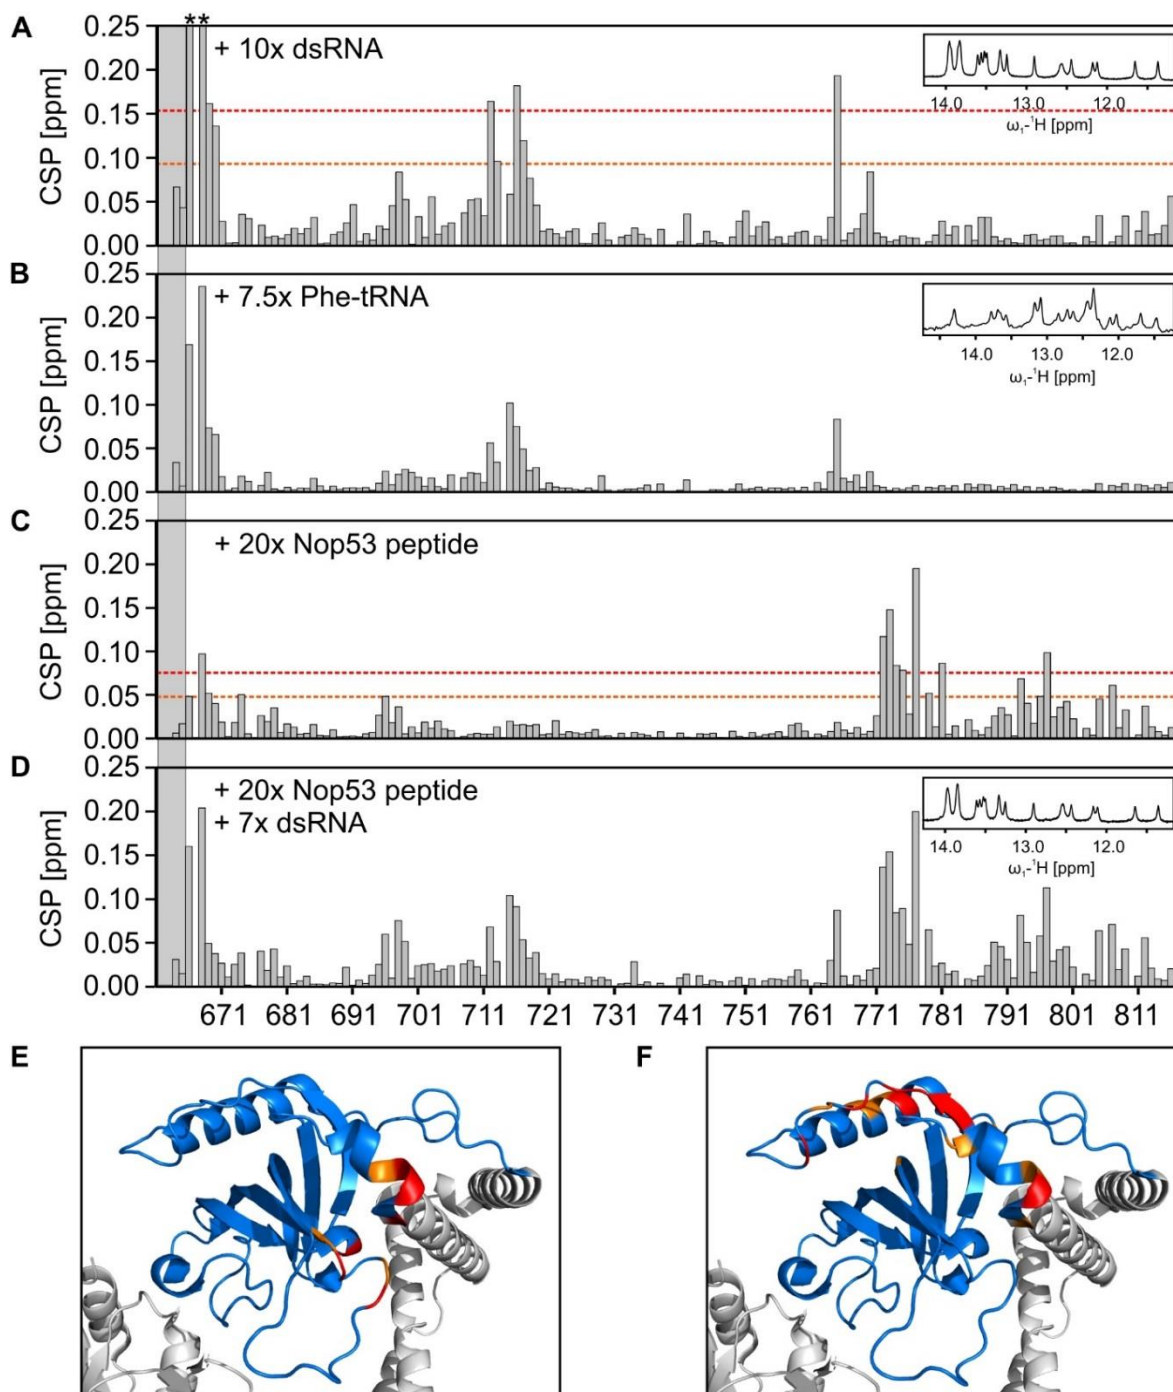 A
**
+ 10x dsRNA
0.25
0.20
0.15
0.10
0.05
0.00
CSP [ppm]
14.0 13.0 12.0
ω₁-¹H [ppm]
B
+ 7.5x Phe-tRNA
0.25
0.20
0.15
0.10
0.05
0.00
CSP [ppm]
14.0 13.0 12.0
ω₁-¹H [ppm]
C
+ 20x Nop53 peptide
0.25
0.20
0.15
0.10
0.05
0.00
CSP [ppm]
D
+ 20x Nop53 peptide
+ 7x dsRNA
0.25
0.20
0.15
0.10
0.05
0.00
CSP [ppm]
14.0 13.0 12.0
ω₁-¹H [ppm]
671 681 691 701 711 721 731 741 751 761 771 781 791 801 811
E
F